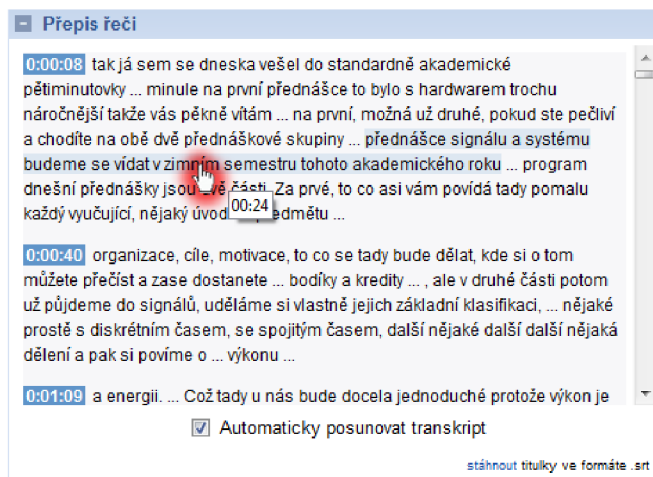 Přepis řeči
0:00:08 tak já sem se dneska vešel do standardně akademické
pětiminutovky ... minule na první přednášce to bylo s hardwarem trochu
náročnější takže vás pěkně vítám ... na první, možná už druhé, pokud ste pečliví
a chodíte na obě dvě přednáškové skupiny ... přednášce signálu a systému
budeme se vídat v zimním semestru tohoto akademického roku ... program
dnešní přednášky jsou dvě části. Za prvé, to co asi vám povídá tady pomalu
každý vyučující, nějaký úvod edmětu ...
00:24
0:00:40 organizace, cíle, motivace, to co se tady bude dělat, kde si o tom
můžete přečíst a zase dostanete ... bodíky a kredity ... , ale v druhé části potom
už půjdeme do signálů, uděláme si vlastně jejich základní klasifikaci, ... nějaké
prostě s diskrétním časem, se spojitým časem, další nějaké další další nějaká
dělení a pak si povíme o ... výkonu ...
0:01:09 a energii. ... Což tady u nás bude docela jednoduché protože výkon je
Automaticky posunovat transkript
stáhnout titulky ve formáte .srt